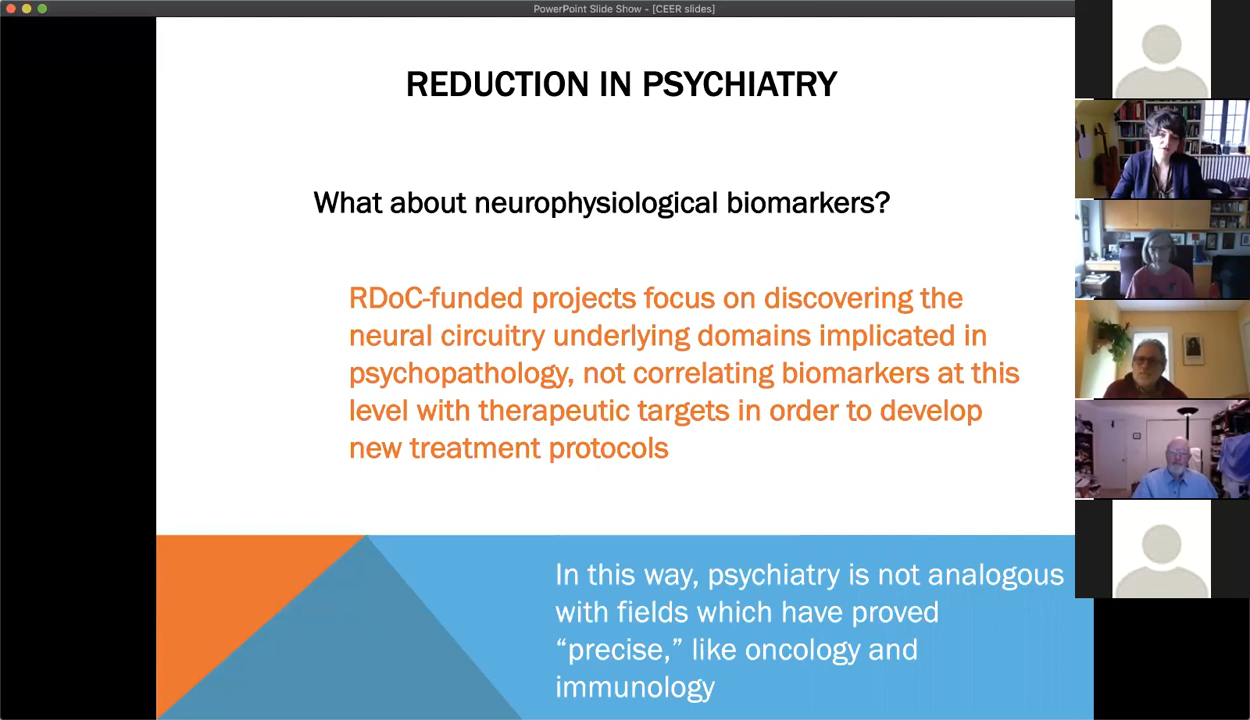 PowerPoint Slide Show - [CEER slides]
REDUCTION IN PSYCHIATRY
What about neurophysiological biomarkers?
RDoC-funded projects focus on discovering the
neural circuitry underlying domains implicated in
psychopathology, not correlating biomarkers at this
level with therapeutic targets in order to develop
new treatment protocols
In this way, psychiatry is not analogous
with fields which have proved
“precise,” like oncology and
immunology